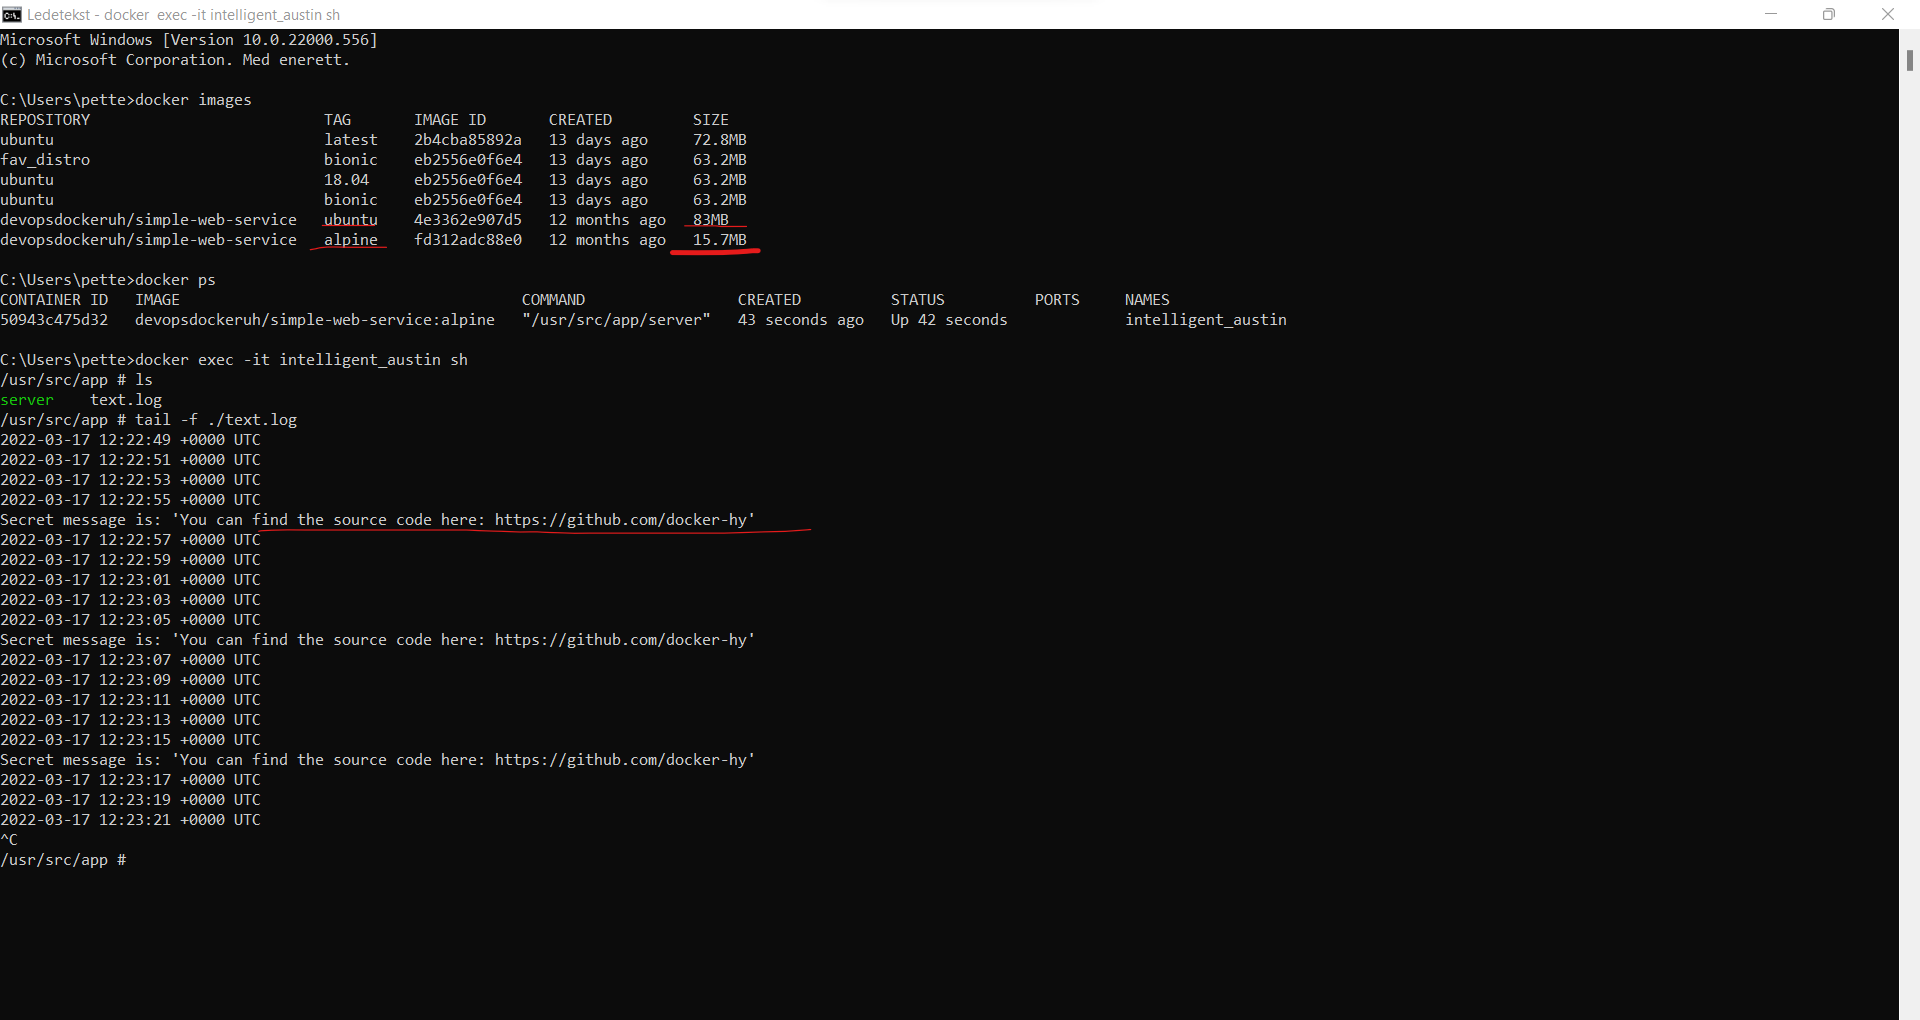 Ledetekst - docker  exec -it intelligent_austin sh
Microsoft Windows [Version 10.0.22000.556]
(c) Microsoft Corporation. Med enerett.
C:\Users\pette>docker images
REPOSITORY                          TAG       IMAGE ID       CREATED         SIZE
ubuntu                              latest    2b4cba85892a   13 days ago     72.8MB
fav_distro                          bionic    eb2556e0f6e4   13 days ago     63.2MB
ubuntu                              18.04     eb2556e0f6e4   13 days ago     63.2MB
ubuntu                              bionic    eb2556e0f6e4   13 days ago     63.2MB
devopsdockeruh/simple-web-service   ubuntu    4e3362e907d5   12 months ago   83MB
devopsdockeruh/simple-web-service   alpine    fd312adc88e0   12 months ago   15.7MB
C:\Users\pette>docker ps
CONTAINER ID   IMAGE                                      COMMAND                 CREATED          STATUS          PORTS     NAMES
50943c475d32   devopsdockeruh/simple-web-service:alpine   "/usr/src/app/server"   43 seconds ago   Up 42 seconds             intelligent_austin
C:\Users\pette>docker exec -it intelligent_austin sh
/usr/src/app # ls
server    text.log
/usr/src/app # tail -f ./text.log
2022-03-17 12:22:49 +0000 UTC
2022-03-17 12:22:51 +0000 UTC
2022-03-17 12:22:53 +0000 UTC
2022-03-17 12:22:55 +0000 UTC
Secret message is: 'You can find the source code here: https://github.com/docker-hy'
2022-03-17 12:22:57 +0000 UTC
2022-03-17 12:22:59 +0000 UTC
2022-03-17 12:23:01 +0000 UTC
2022-03-17 12:23:03 +0000 UTC
2022-03-17 12:23:05 +0000 UTC
Secret message is: 'You can find the source code here: https://github.com/docker-hy'
2022-03-17 12:23:07 +0000 UTC
2022-03-17 12:23:09 +0000 UTC
2022-03-17 12:23:11 +0000 UTC
2022-03-17 12:23:13 +0000 UTC
2022-03-17 12:23:15 +0000 UTC
Secret message is: 'You can find the source code here: https://github.com/docker-hy'
2022-03-17 12:23:17 +0000 UTC
2022-03-17 12:23:19 +0000 UTC
2022-03-17 12:23:21 +0000 UTC
^C
/usr/src/app #